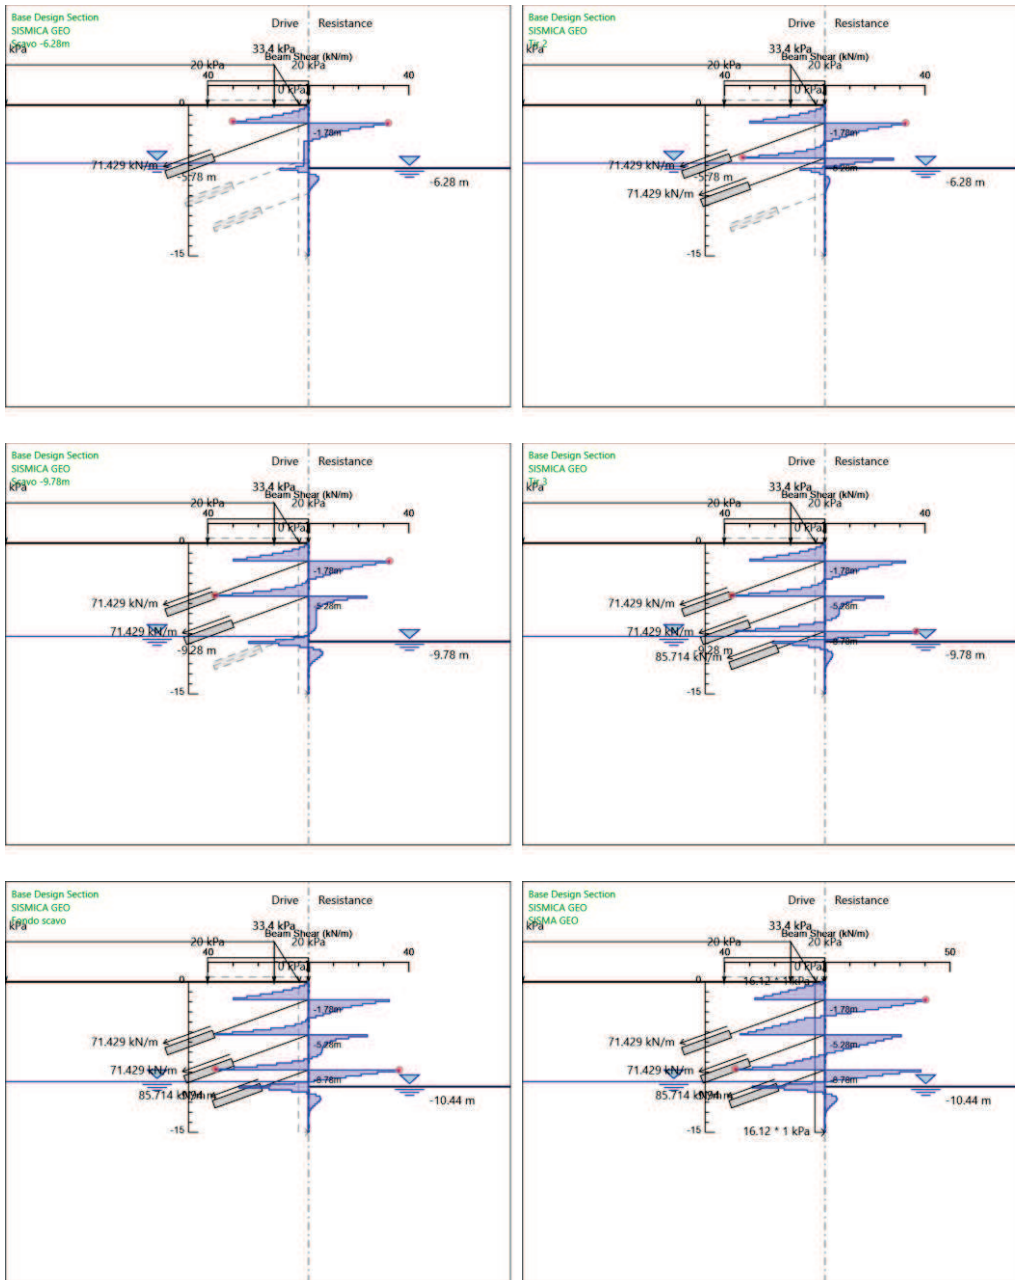 Base Design Section
SISMICA GEO
Scavo -6.28m
kPa
Drive
Resistance
33.4 kPa
Beam Shear (kN/m)
20 kPa
20 kPa
40
40
0 kPa
0
-1.78m
71.429 kN/m
-5.78 m
-6.28 m
-15
Base Design Section
SISMICA GEO
Tir 2
kPa
Drive
Resistance
33.4 kPa
Beam Shear (kN/m)
20 kPa
20 kPa
40
40
0 kPa
0
-1.78m
71.429 kN/m
-5.78 m
-5.28m
-6.28 m
71.429 kN/m
-15
Base Design Section
SISMICA GEO
Scavo -9.78m
kPa
Drive
Resistance
33.4 kPa
Beam Shear (kN/m)
20 kPa
20 kPa
40
40
0 kPa
0
-1.78m
71.429 kN/m
-5.28m
71.429 kN/m
-9.28 m
-9.78 m
-15
Base Design Section
SISMICA GEO
Tir 3
kPa
Drive
Resistance
33.4 kPa
Beam Shear (kN/m)
20 kPa
20 kPa
40
40
0 kPa
0
-1.78m
71.429 kN/m
-5.28m
71.429 kN/m
-9.28 m
-8.78m
85.714 kN/m
-9.78 m
-15
Base Design Section
SISMICA GEO
Fondo scavo
kPa
Drive
Resistance
33.4 kPa
Beam Shear (kN/m)
20 kPa
20 kPa
40
40
0 kPa
0
-1.78m
71.429 kN/m
-5.28m
71.429 kN/m
-8.78m
85.714 kN/m
-10.44 m
-15
Base Design Section
SISMICA GEO
SISMA GEO
kPa
Drive
Resistance
33.4 kPa
Beam Shear (kN/m)
20 kPa
20 kPa
40
50
0 kPa
0
16.12 * 1 kPa
-1.78m
71.429 kN/m
-5.28m
71.429 kN/m
-8.78m
85.714 kN/m
-10.44 m
-15
16.12 * 1 kPa